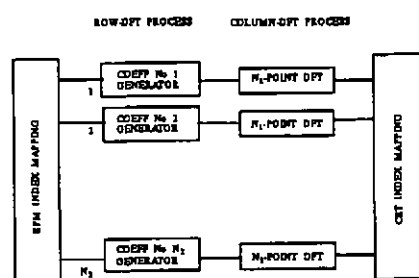 ROW-DFT PROCESS COLUMN-DFT PROCESS
COEFF No 1
GENERATOR
N₁-POINT DFT
1
COEFF No 2
GENERATOR
N₁-POINT DFT
2
COEFF No N₂
GENERATOR
N₁-POINT DFT
N₂
INDEX MAPPING
CRT INDEX MAPPING